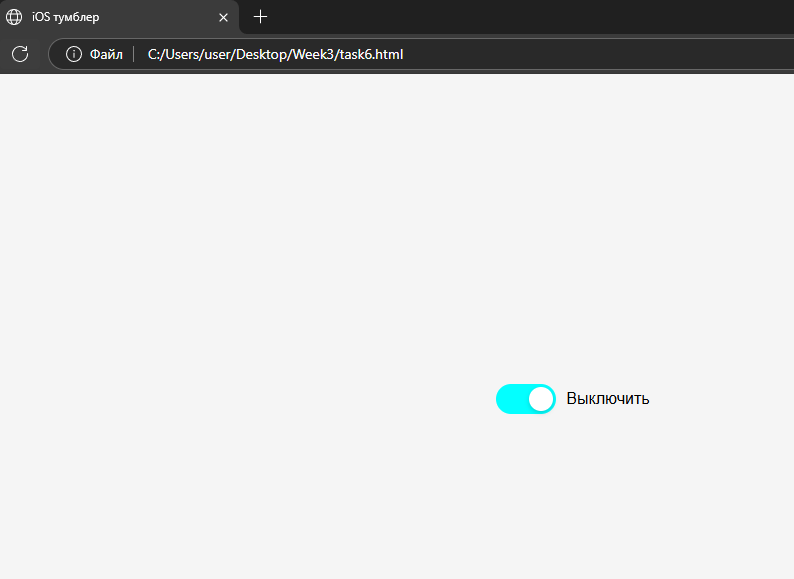 iOS тумблер
Файл C:/Users/user/Desktop/Week3/task6.html
Выключить